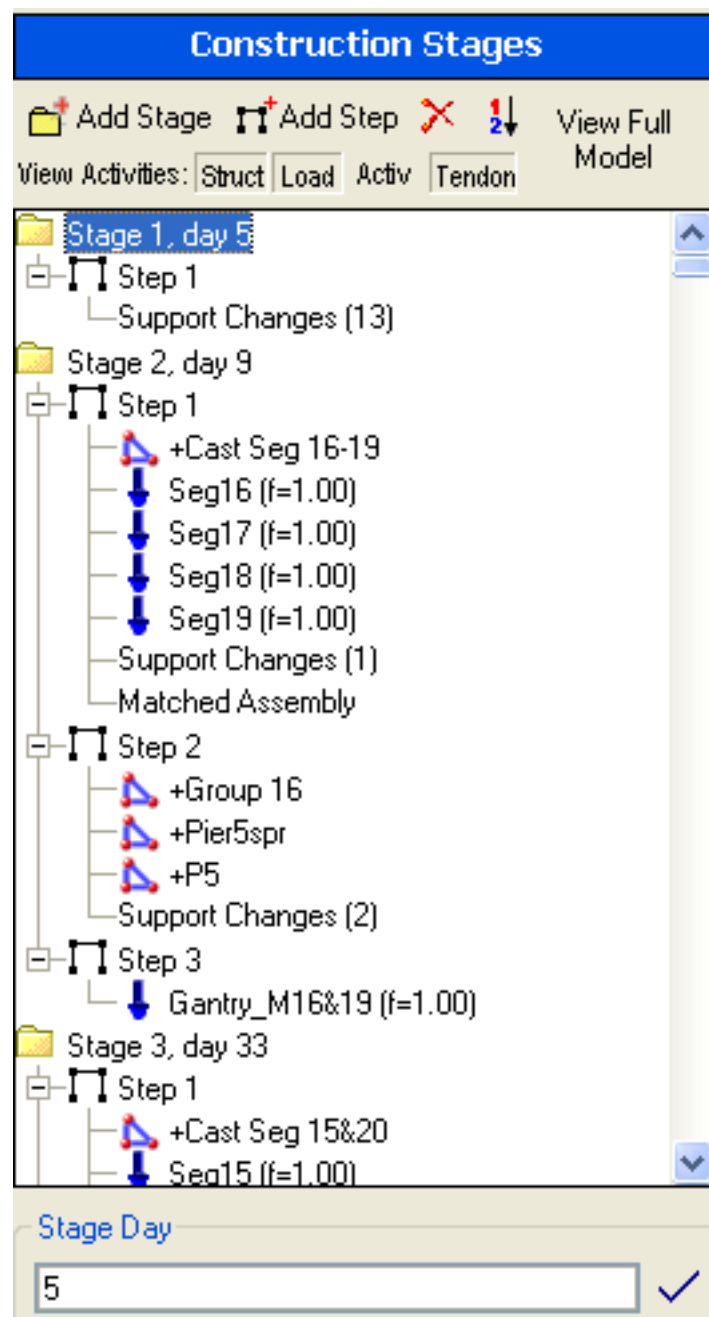 Construction Stages
Add Stage Add Step 1 2 View Full Model
View Activities: Struct Load Activ Tendon
Stage 1, day 5
Step 1
Support Changes (13)
Stage 2, day 9
Step 1
+Cast Seg 16-19
Seg16 (f=1.00)
Seg17 (f=1.00)
Seg18 (f=1.00)
Seg19 (f=1.00)
Support Changes (1)
Matched Assembly
Step 2
+Group 16
+Pier5spr
+P5
Support Changes (2)
Step 3
Gantry_M16&19 (f=1.00)
Stage 3, day 33
Step 1
+Cast Seg 15&20
Seg15 (f=1.00)
Stage Day
5